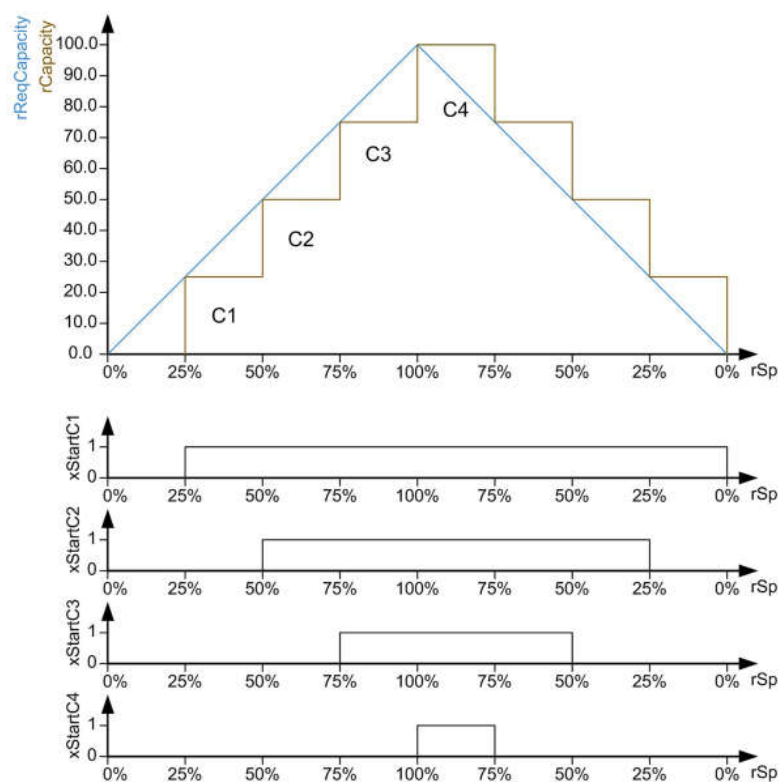 rReqCapacity
rCapacity
100.0
90.0
80.0
70.0
60.0
50.0
40.0
30.0
20.0
10.0
0.0
C1
C2
C3
C4
0% 25% 50% 75% 100% 75% 50% 25% 0% rSp
xStartC1
1
0
0% 25% 50% 75% 100% 75% 50% 25% 0% rSp
xStartC2
1
0
0% 25% 50% 75% 100% 75% 50% 25% 0% rSp
xStartC3
1
0
0% 25% 50% 75% 100% 75% 50% 25% 0% rSp
xStartC4
1
0
0% 25% 50% 75% 100% 75% 50% 25% 0% rSp